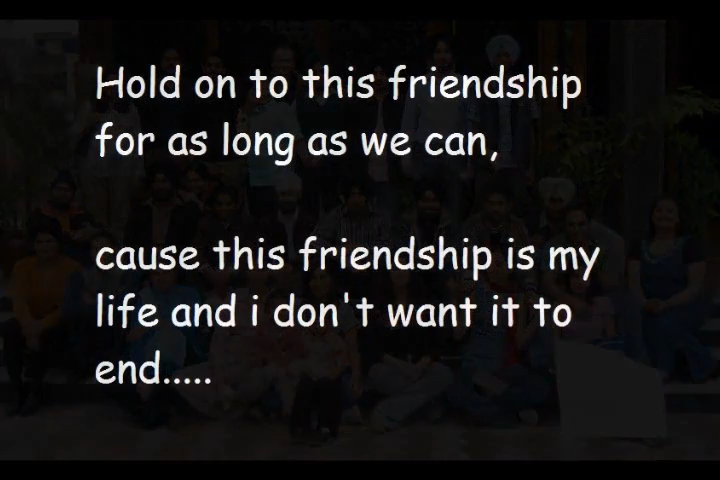 Hold on to this friendship
for as long as we can,
cause this friendship is my
life and i don't want it to
end.....